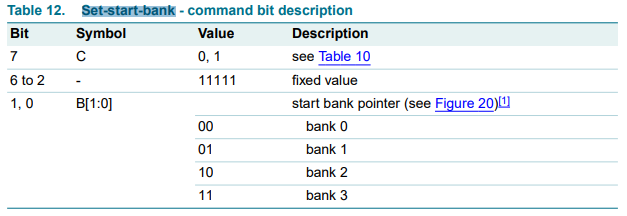 Table 12. Set-start-bank - command bit description
Bit Symbol Value Description
7 C 0, 1 see Table 10
6 to 2 - 11111 fixed value
1, 0 B[1:0] start bank pointer (see Figure 20)[1]
00 bank 0
01 bank 1
10 bank 2
11 bank 3